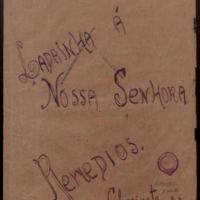 Ladainha á
Nossa Senhora
Remedios.